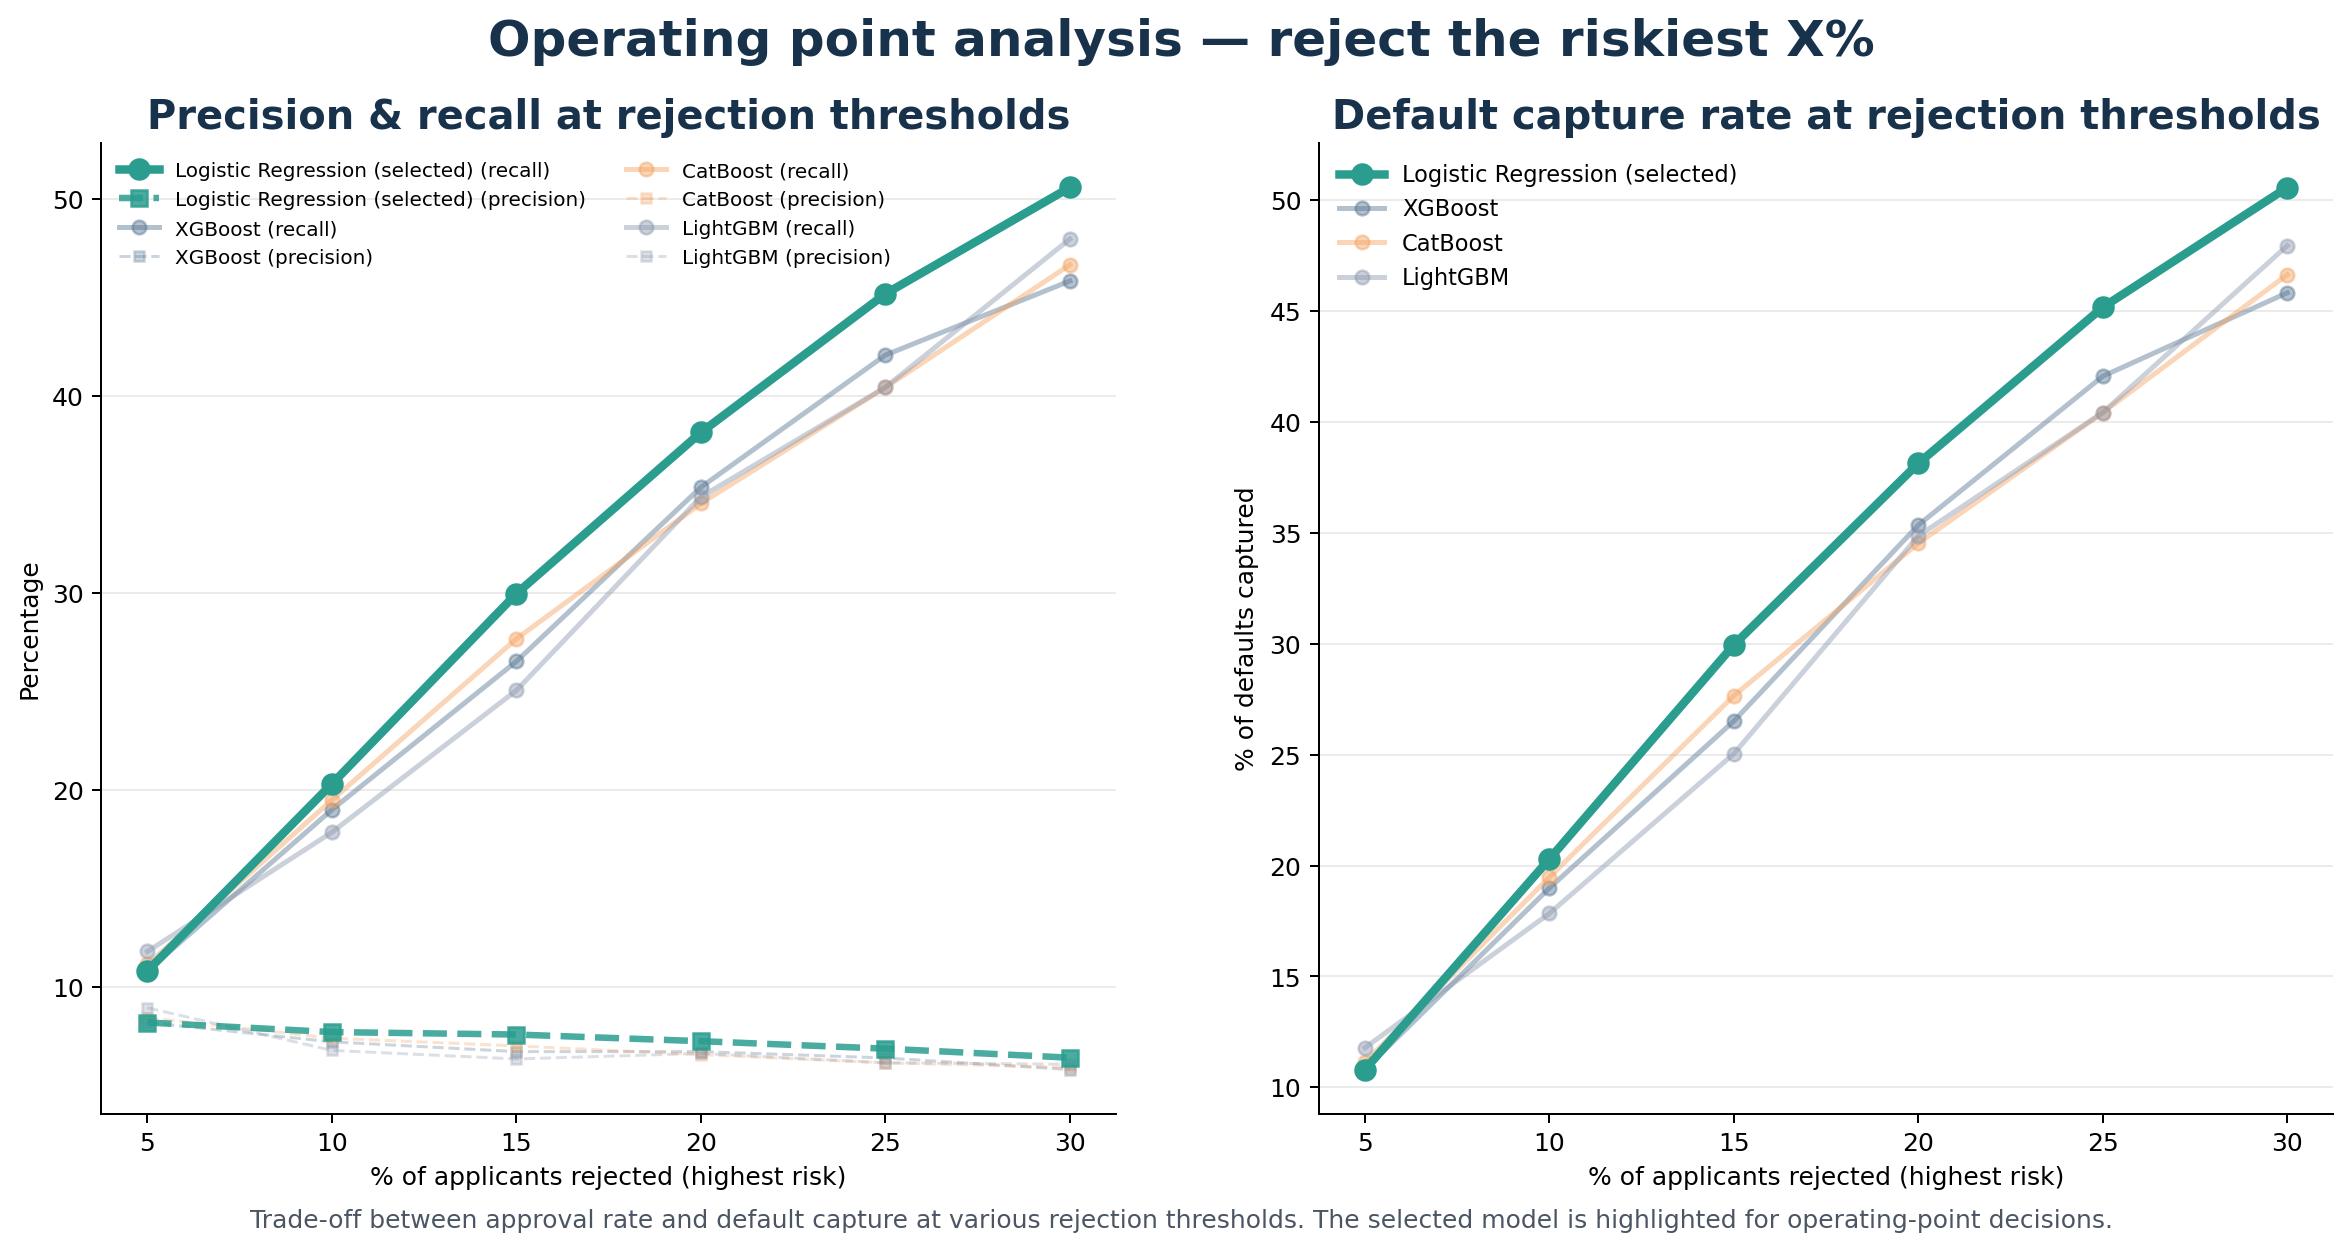 Operating point analysis — reject the riskiest X%
Precision & recall at rejection thresholds
Logistic Regression (selected) (recall)
Logistic Regression (selected) (precision)
XGBoost (recall)
XGBoost (precision)
CatBoost (recall)
CatBoost (precision)
LightGBM (recall)
LightGBM (precision)
Percentage
50
40
30
20
10
5
10
15
20
25
30
% of applicants rejected (highest risk)
Default capture rate at rejection thresholds
Logistic Regression (selected)
XGBoost
CatBoost
LightGBM
% of defaults captured
50
45
40
35
30
25
20
15
10
5
10
15
20
25
30
% of applicants rejected (highest risk)
Trade-off between approval rate and default capture at various rejection thresholds. The selected model is highlighted for operating-point decisions.